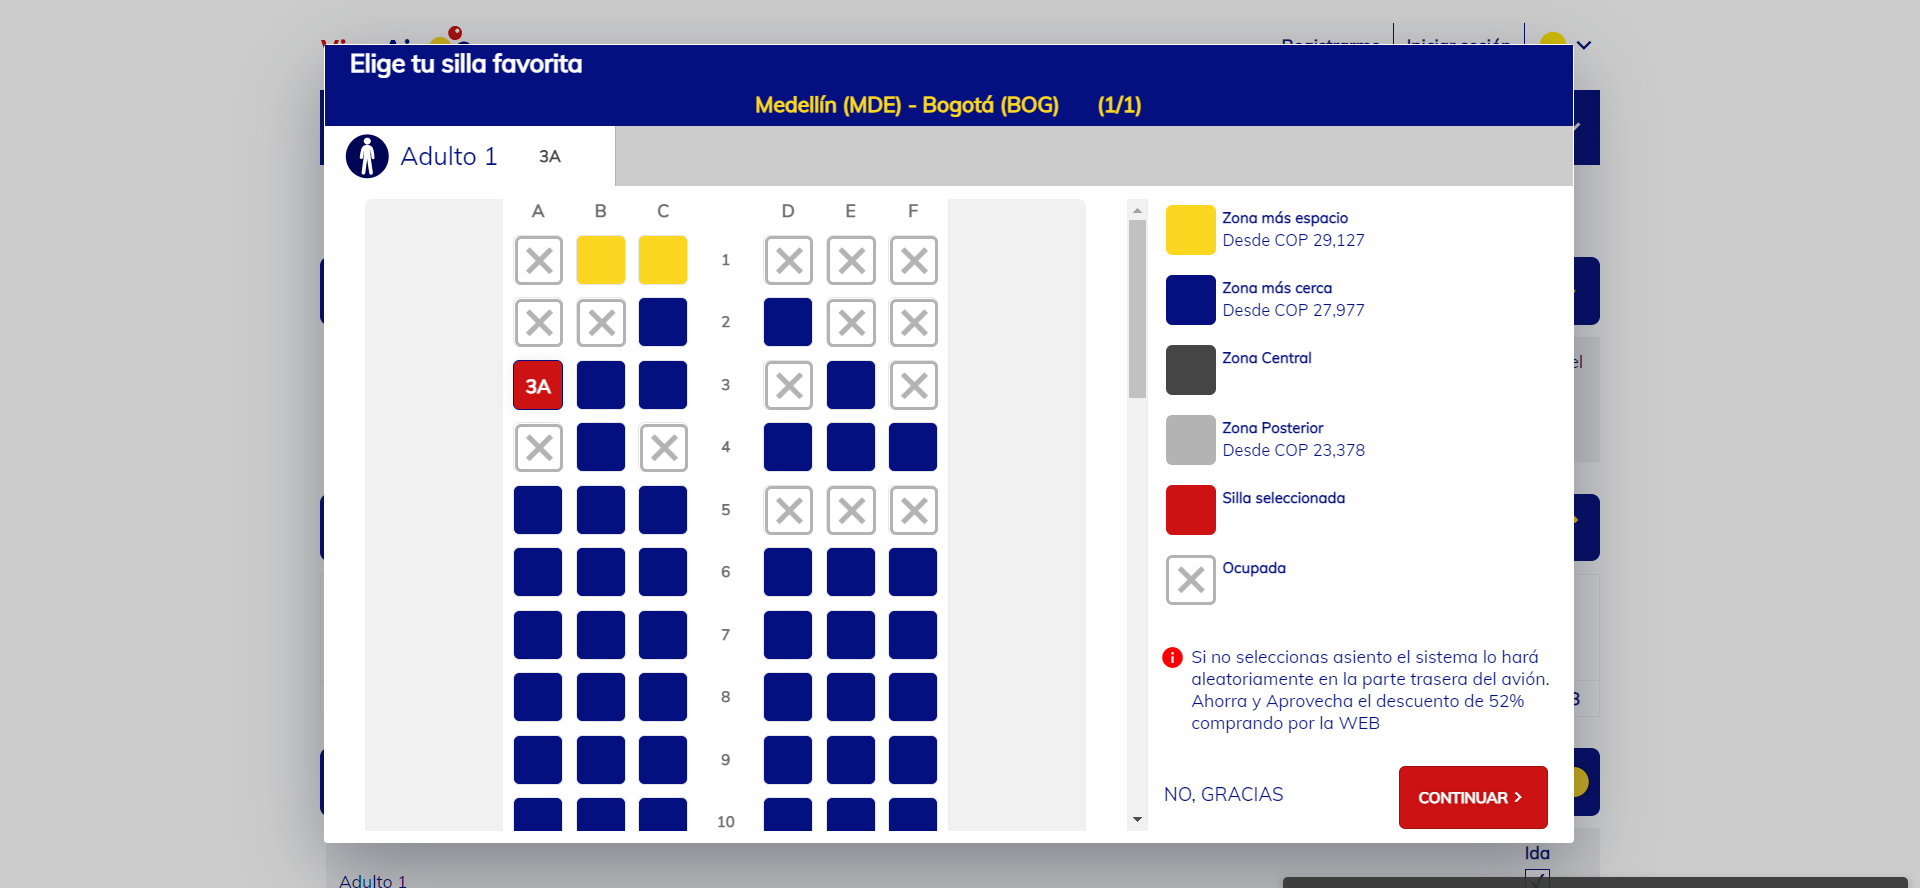 Elige tu silla favorita
Medellín (MDE) - Bogotá (BOG) (1/1)
Adulto 1 3A
A B C D E F
1
2
3A 3
4
5
6
7
8
9
10
Zona más espacio
Desde COP 29,127
Zona más cerca
Desde COP 27,977
Zona Central
Zona Posterior
Desde COP 23,378
Silla seleccionada
Ocupada
Si no seleccionas asiento el sistema lo hará
aleatoriamente en la parte trasera del avión.
Ahorra y Aprovecha el descuento de 52%
comprando por la WEB
NO, GRACIAS
CONTINUAR >
Ida
Adulto 1